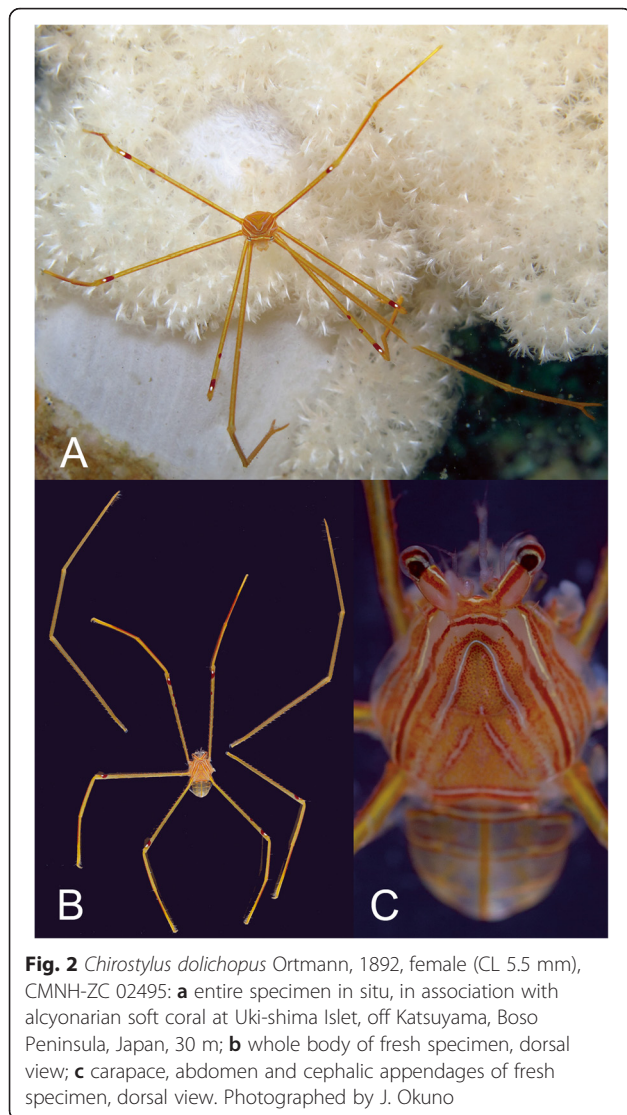 A
B
C
Fig. 2 Chirostylus dolichopus Ortmann, 1892, female (CL 5.5 mm),
CMNH-ZC 02495: a entire specimen in situ, in association with
alcyonarian soft coral at Uki-shima Islet, off Katsuyama, Boso
Peninsula, Japan, 30 m; b whole body of fresh specimen, dorsal
view; c carapace, abdomen and cephalic appendages of fresh
specimen, dorsal view. Photographed by J. Okuno